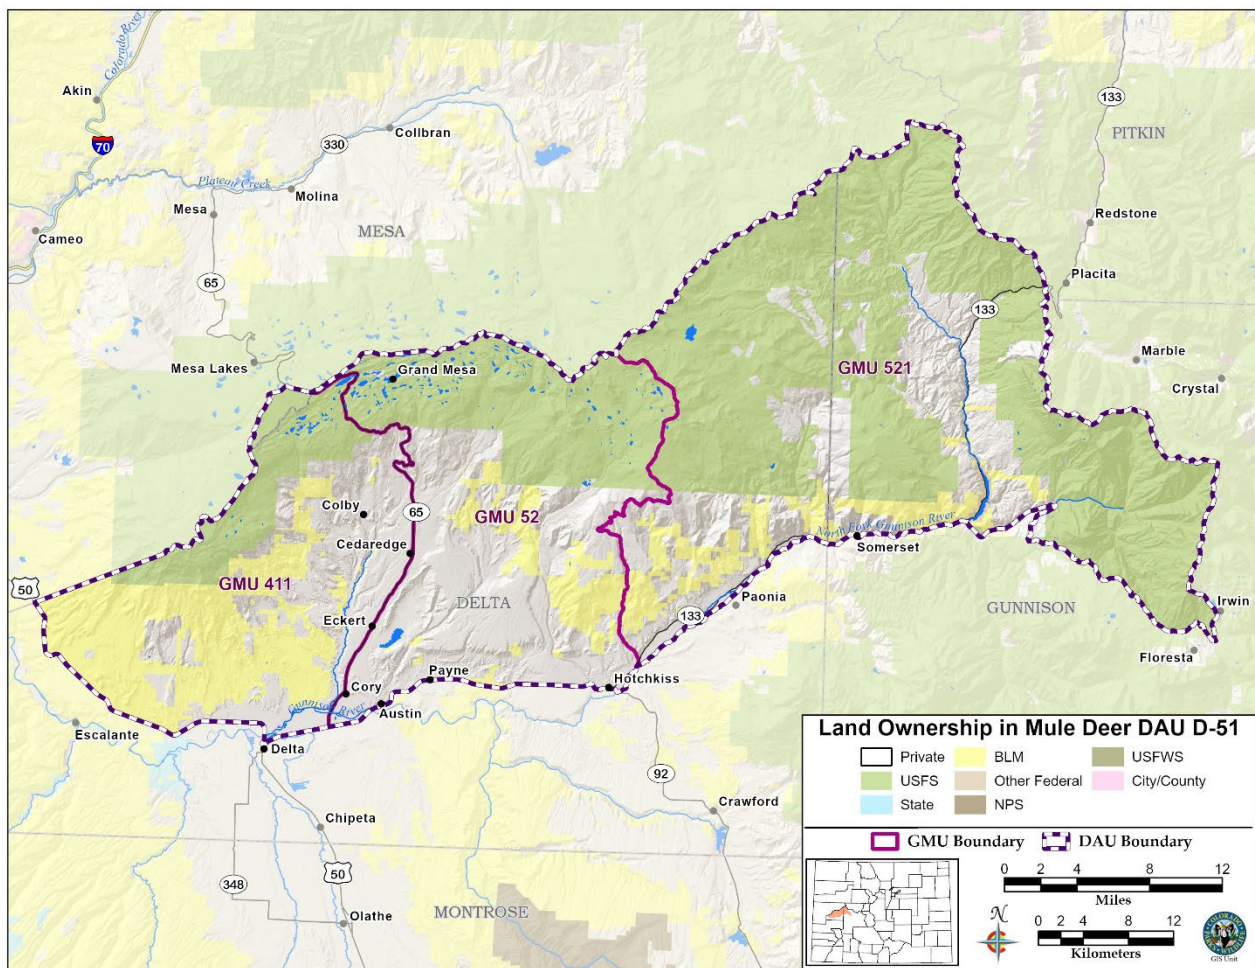 Colorado River
133
Akin
PITKIN
Collbran
330
70
Plateau Creek
Molina
Mesa
Redstone
MESA
Cameo
65
Placita
133
Marble
Mesa Lakes
Grand Mesa
GMU 521
Crystal
Colby
65
GMU 52
North Fork Gunnison River
Cedaredge
Somerset
GMU 411
50
DELTA
Paonia
GUNNISON
Irwin
133
Eckert
Floresta
Payne
Hotchkiss
Cory
Gunnison River
Austin
Escalante
Delta
92
Crawford
Chipeta
50
348
Olathe
MONTROSE
Land Ownership in Mule Deer DAU D-51
Private BLM USFWS
USFS Other Federal City/County
State NPS
GMU Boundary DAU Boundary
0 2 4 8 12
Miles
N
0 2 4 8 12
Kilometers
COLORADO
GIS Unit